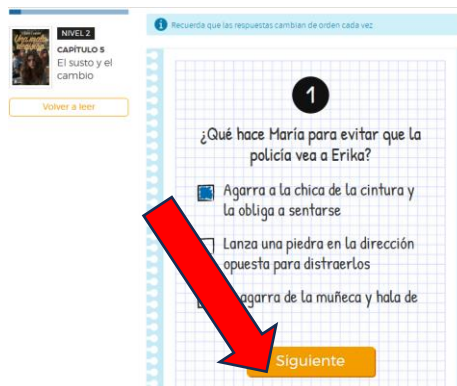 NIVEL 2
CAPÍTULO 5
El susto y el
cambio
Volver a leer
Recuerda que las respuestas cambian de orden cada vez
1
¿Qué hace María para evitar que la
policía vea a Erika?
Agarra a la chica de la cintura y
la obliga a sentarse
Lanza una piedra en la dirección
opuesta para distraerlos
agarra de la muñeca y hala de
Siguiente